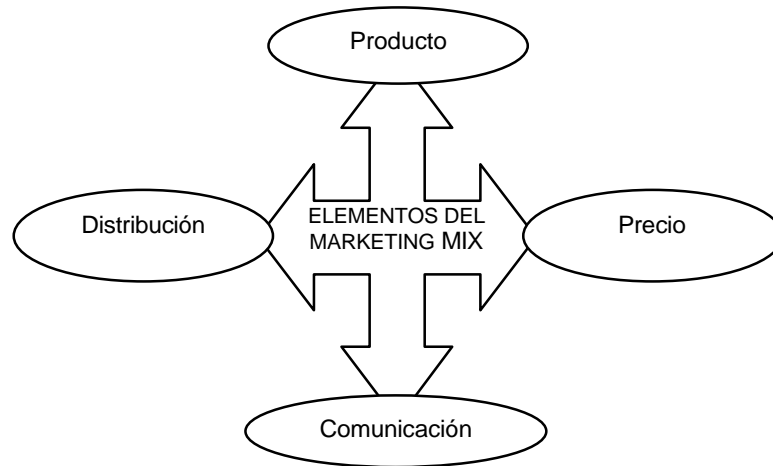 Producto
Distribución
ELEMENTOS DEL
MARKETING MIX
Precio
Comunicación